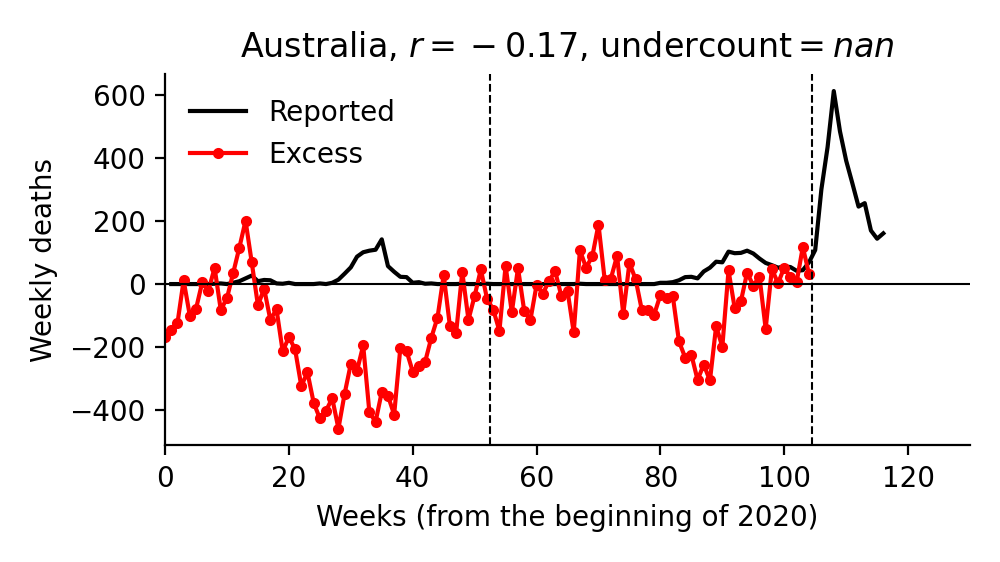 Australia, r = − 0.17, undercount = nan
Reported
Excess
Weekly deaths
600
400
200
0
−200
−400
0 20 40 60 80 100 120
Weeks (from the beginning of 2020)